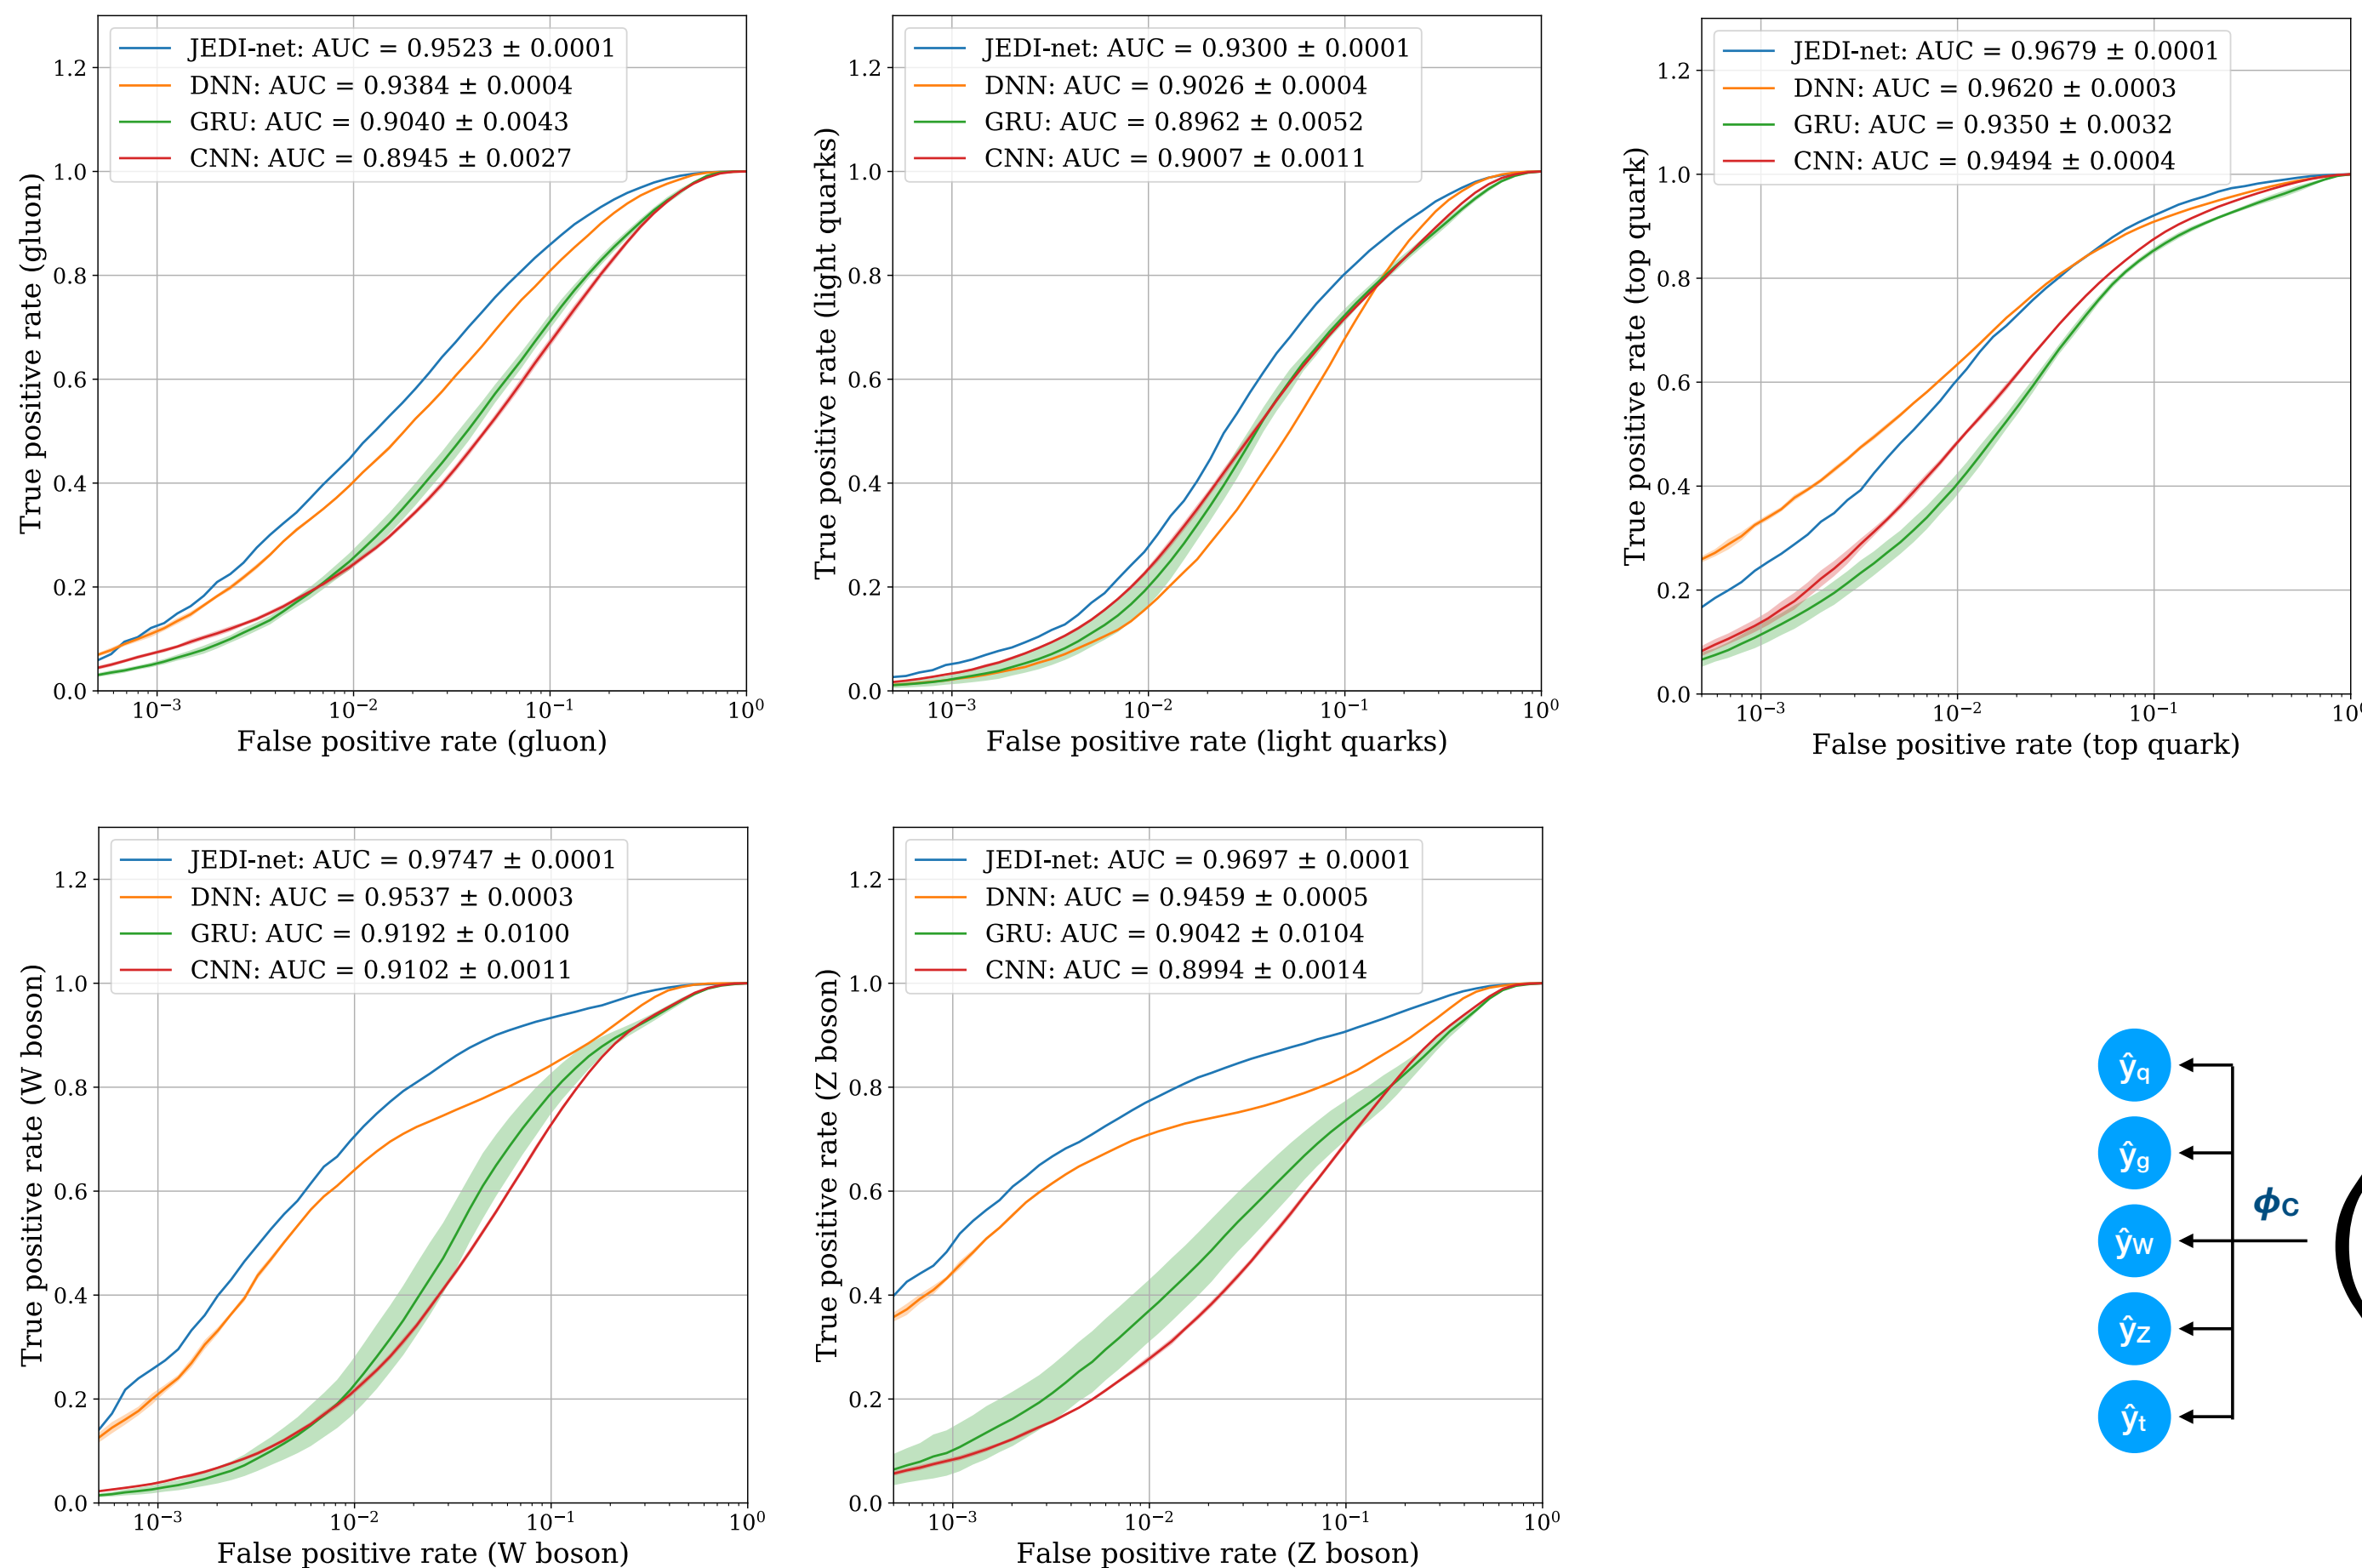 JEDI-net: AUC = 0.9523 ± 0.0001
DNN: AUC = 0.9384 ± 0.0004
GRU: AUC = 0.9040 ± 0.0043
CNN: AUC = 0.8945 ± 0.0027
True positive rate (gluon)
1.2
1.0
0.8
0.6
0.4
0.2
0.0
10⁻³ 10⁻² 10⁻¹ 10⁰
False positive rate (gluon)
JEDI-net: AUC = 0.9300 ± 0.0001
DNN: AUC = 0.9026 ± 0.0004
GRU: AUC = 0.8962 ± 0.0052
CNN: AUC = 0.9007 ± 0.0011
True positive rate (light quarks)
1.2
1.0
0.8
0.6
0.4
0.2
0.0
10⁻³ 10⁻² 10⁻¹ 10⁰
False positive rate (light quarks)
JEDI-net: AUC = 0.9679 ± 0.0001
DNN: AUC = 0.9620 ± 0.0003
GRU: AUC = 0.9350 ± 0.0032
CNN: AUC = 0.9494 ± 0.0004
True positive rate (top quark)
1.2
1.0
0.8
0.6
0.4
0.2
0.0
10⁻³ 10⁻² 10⁻¹ 10⁰
False positive rate (top quark)
JEDI-net: AUC = 0.9747 ± 0.0001
DNN: AUC = 0.9537 ± 0.0003
GRU: AUC = 0.9192 ± 0.0100
CNN: AUC = 0.9102 ± 0.0011
True positive rate (W boson)
1.2
1.0
0.8
0.6
0.4
0.2
0.0
10⁻³ 10⁻² 10⁻¹ 10⁰
False positive rate (W boson)
JEDI-net: AUC = 0.9697 ± 0.0001
DNN: AUC = 0.9459 ± 0.0005
GRU: AUC = 0.9042 ± 0.0104
CNN: AUC = 0.8994 ± 0.0014
True positive rate (Z boson)
1.2
1.0
0.8
0.6
0.4
0.2
0.0
10⁻³ 10⁻² 10⁻¹ 10⁰
False positive rate (Z boson)
ŷq
ŷg
ŷW
ŷZ
ŷt
ϕC
(